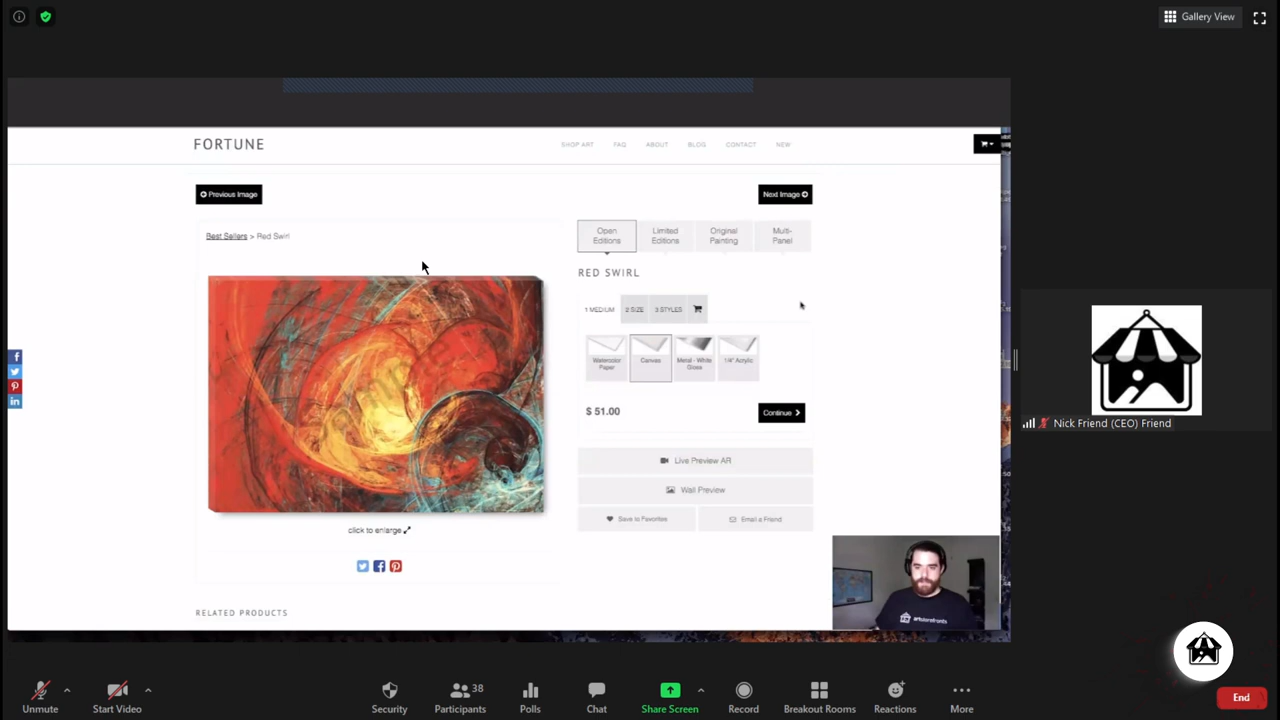 Gallery View
FORTUNE
SHOP ART FAQ ABOUT BLOG CONTACT NEW
Previous Image
Next Image
Best Sellers > Red Swirl
Open Editions
Limited Editions
Original Painting
Multi-Panel
RED SWIRL
1 MEDIUM 2 SIZE 3 STYLES
Watercolor Paper
Canvas
Metal - White Gloss
1/4" Acrylic
$ 51.00
Continue
Live Preview AR
Wall Preview
Save to Favorites
Email a Friend
click to enlarge
RELATED PRODUCTS
artstorefronts
Nick Friend (CEO) Friend
Unmute
Start Video
Security
Participants 38
Polls
Chat
Share Screen
Record
Breakout Rooms
Reactions
More
End